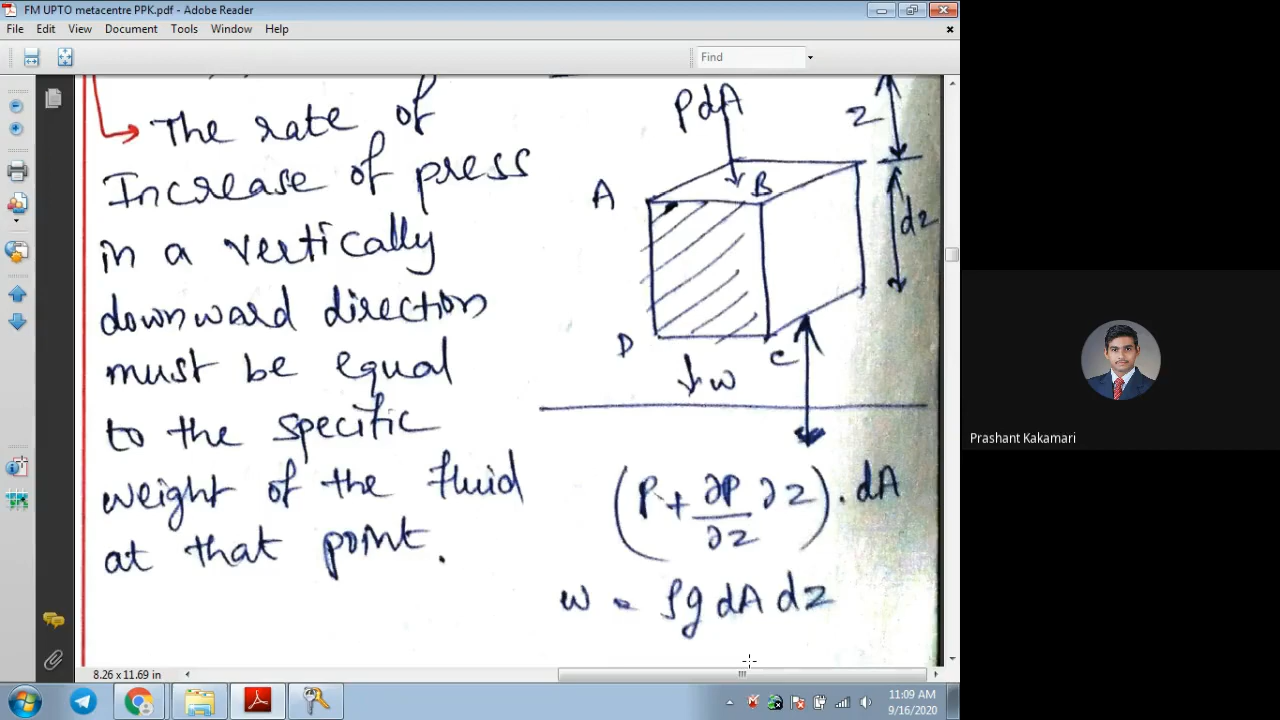 FM UPTO metacentre PPK.pdf - Adobe Reader
File Edit View Document Tools Window Help
Find
The rate of
Increase of press
in a vertically
downward direction
must be equal
to the specific
weight of the fluid
at that point.
PdA
z
A
B
dz
D
C
w
(P + ∂P/∂z ∂z) . dA
w = ρg dA dz
8.26 x 11.69 in
11:09 AM
9/16/2020
Prashant Kakamari